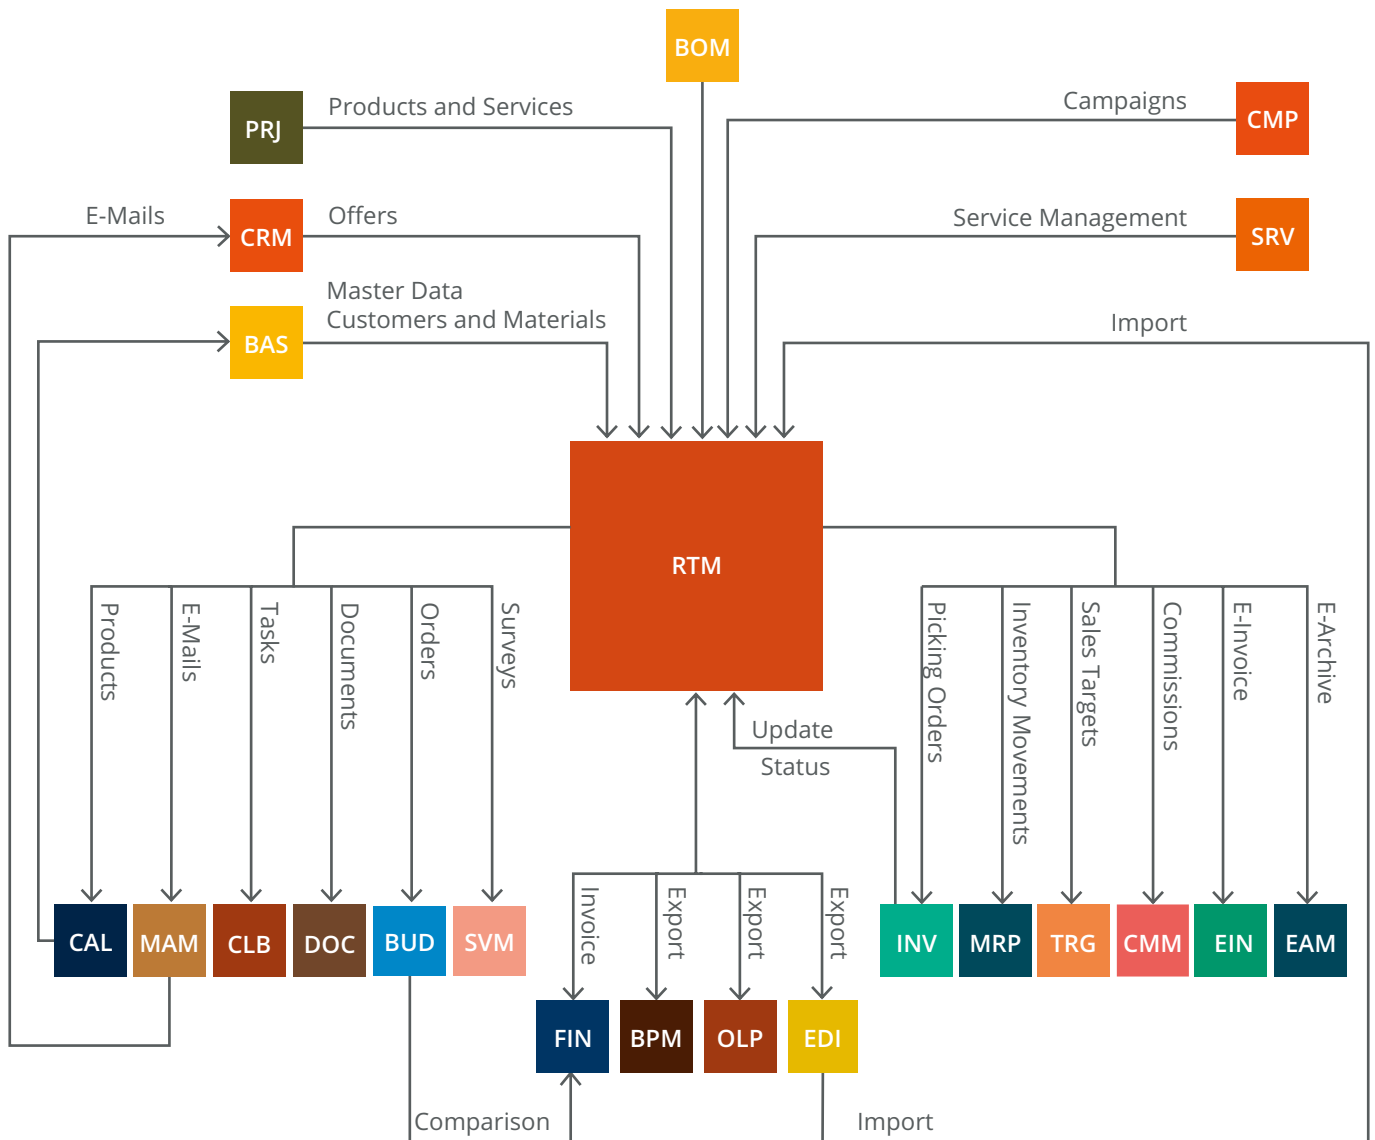 BOM
PRJ
Products and Services
Campaigns
CMP
E-Mails
CRM
Offers
Service Management
SRV
Master Data
Customers and Materials
BAS
Import
RTM
Products
E-Mails
Tasks
Documents
Orders
Surveys
Picking Orders
Inventory Movements
Sales Targets
Commissions
E-Invoice
E-Archive
Update
Status
CAL
MAM
CLB
DOC
BUD
SVM
Invoice
Export
Export
Export
INV
MRP
TRG
CMM
EIN
EAM
FIN
BPM
OLP
EDI
Comparison
Import